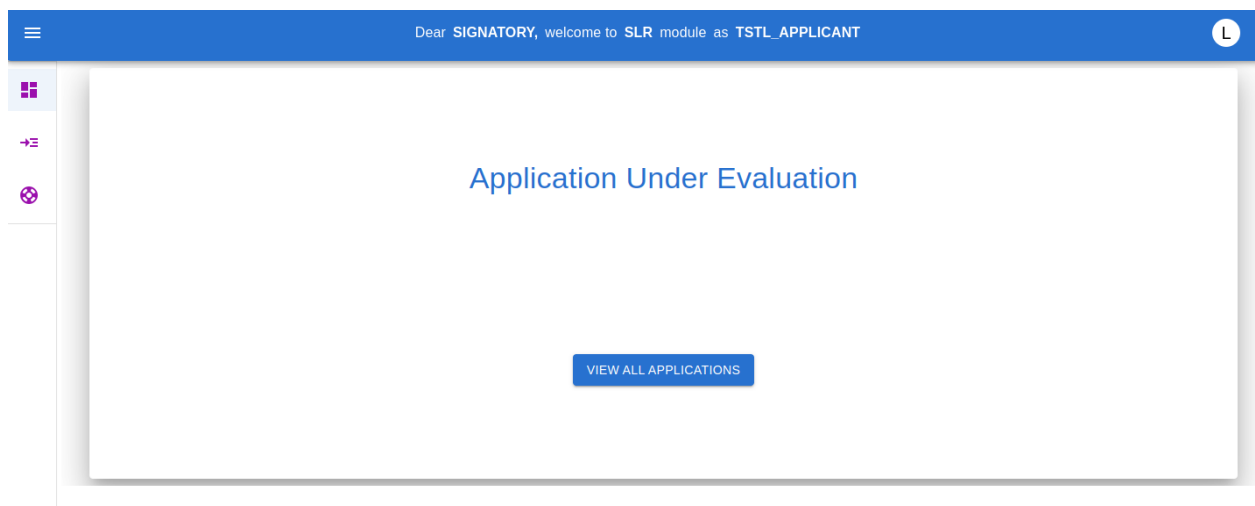 Dear SIGNATORY, welcome to SLR module as TSTL_APPLICANT
L
Application Under Evaluation
VIEW ALL APPLICATIONS